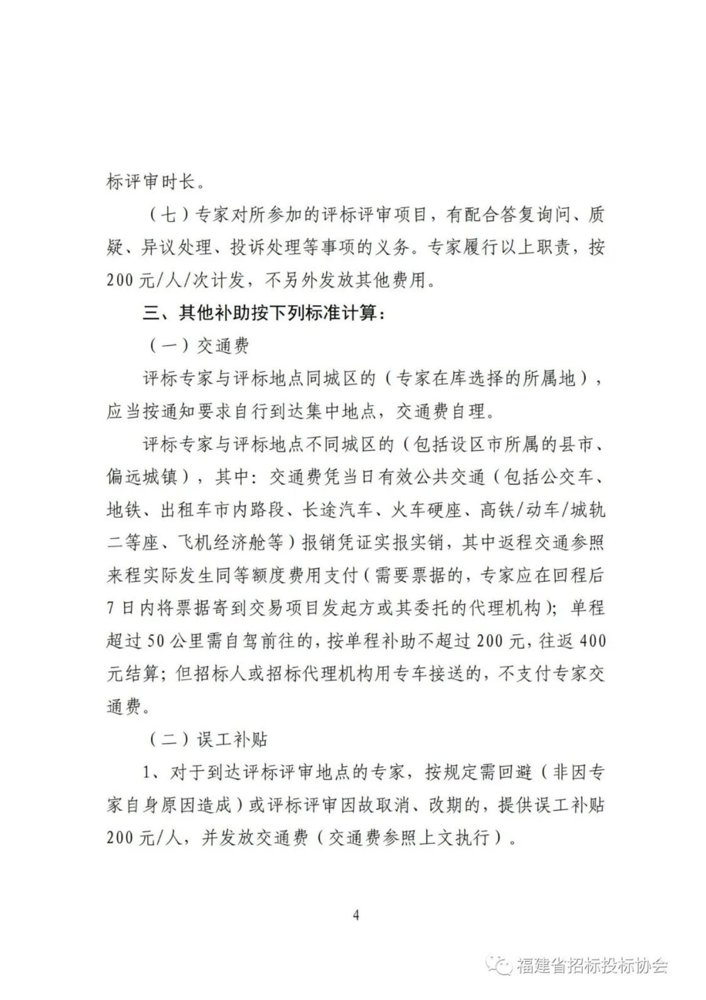 标评审时长。
（七）专家对所参加的评标评审项目，有配合答复询问、质
疑、异议处理、投诉处理等事项的义务。专家履行以上职责，按
200 元/人/次计发，不另外发放其他费用。
三、其他补助按下列标准计算：
（一）交通费
评标专家与评标地点同城区的（专家在库选择的所属地），
应当按通知要求自行到达集中地点，交通费自理。
评标专家与评标地点不同城区的（包括设区市所属的县市、
偏远城镇），其中：交通费凭当日有效公共交通（包括公交车、
地铁、出租车市内路段、长途汽车、火车硬座、高铁/动车/城轨
二等座、飞机经济舱等）报销凭证实报实销，其中返程交通参照
来程实际发生同等额度费用支付（需要票据的，专家应在回程后
7 日内将票据寄到交易项目发起方或其委托的代理机构）；单程
超过 50 公里需自驾前往的，按单程补助不超过 200 元，往返 400
元结算；但招标人或招标代理机构用专车接送的，不支付专家交
通费。
（二）误工补贴
1、对于到达评标评审地点的专家，按规定需回避（非因专
家自身原因造成）或评标评审因故取消、改期的，提供误工补贴
200 元/人，并发放交通费（交通费参照上文执行）。
4
福建省招标投标协会